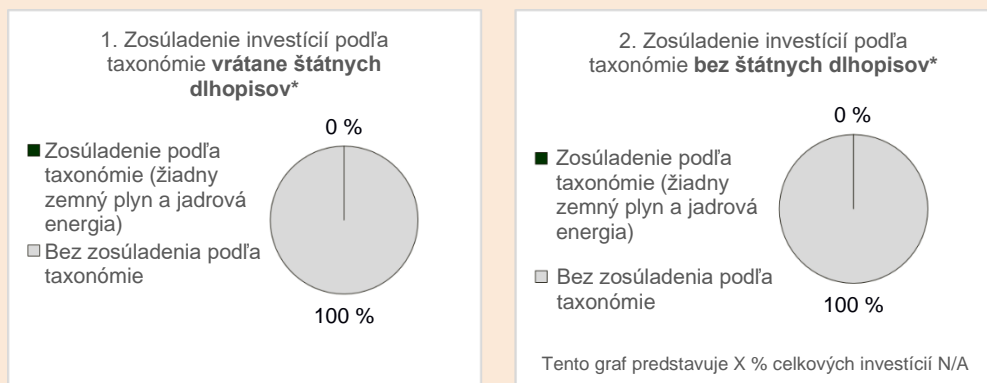 1. Zosúladenie investícií podľa
taxonómie vrátane štátnych
dlhopisov*
0 %
Zosúladenie podľa
taxonómie (žiadny
zemný plyn a jadrová
energia)
Bez zosúladenia podľa
taxonómie
100 %
2. Zosúladenie investícií podľa
taxonómie bez štátnych dlhopisov*
0 %
Zosúladenie podľa
taxonómie (žiadny
zemný plyn a jadrová
energia)
Bez zosúladenia podľa
taxonómie
100 %
Tento graf predstavuje X % celkových investícií N/A